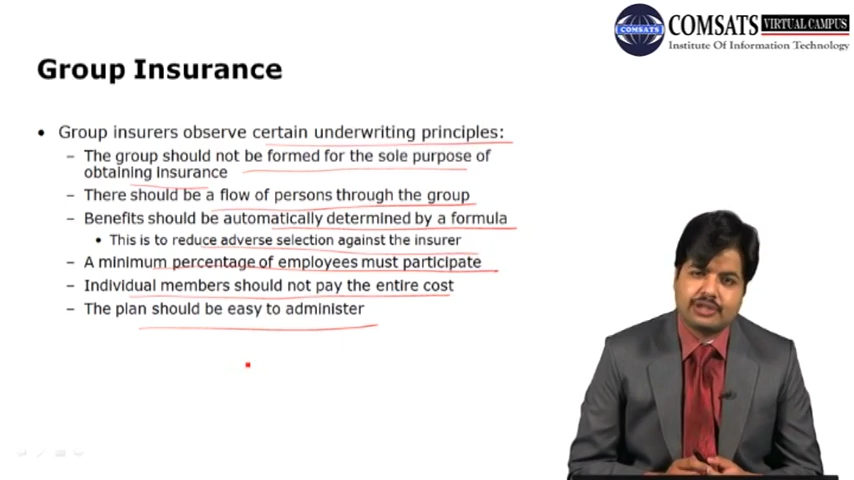 COMSATS
COMSATS VIRTUAL CAMPUS
Institute Of Information Technology
Group Insurance
• Group insurers observe certain underwriting principles:
– The group should not be formed for the sole purpose of
obtaining insurance
– There should be a flow of persons through the group
– Benefits should be automatically determined by a formula
• This is to reduce adverse selection against the insurer
– A minimum percentage of employees must participate
– Individual members should not pay the entire cost
– The plan should be easy to administer